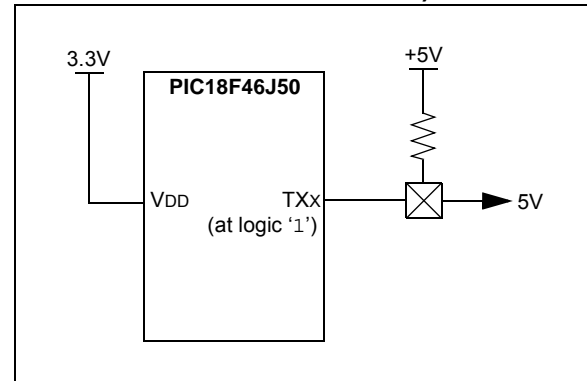 3.3V
+5V
PIC18F46J50
VDD
TXX
5V
(at logic ‘1’)